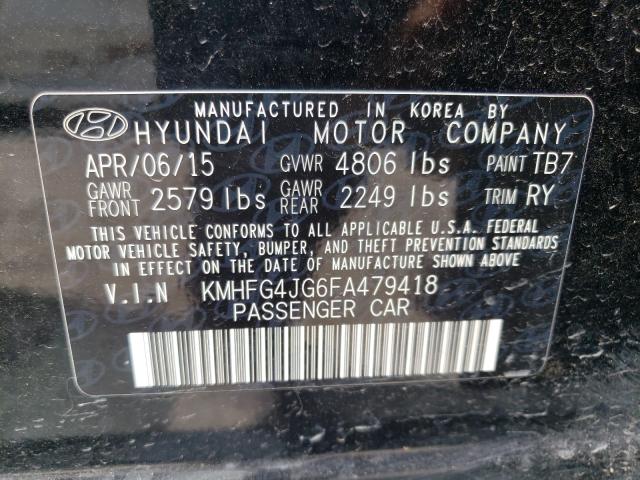 MANUFACTURED IN KOREA BY
HYUNDAI MOTOR COMPANY
APR/06/15 GVWR 4806 lbs PAINT TB7
GAWR FRONT 2579 lbs GAWR REAR 2249 lbs TRIM RY
THIS VEHICLE CONFORMS TO ALL APPLICABLE U.S.A. FEDERAL
MOTOR VEHICLE SAFETY, BUMPER, AND THEFT PREVENTION STANDARDS
IN EFFECT ON THE DATE OF MANUFACTURE SHOWN ABOVE
V.I.N KMHFG4JG6FA479418
PASSENGER CAR